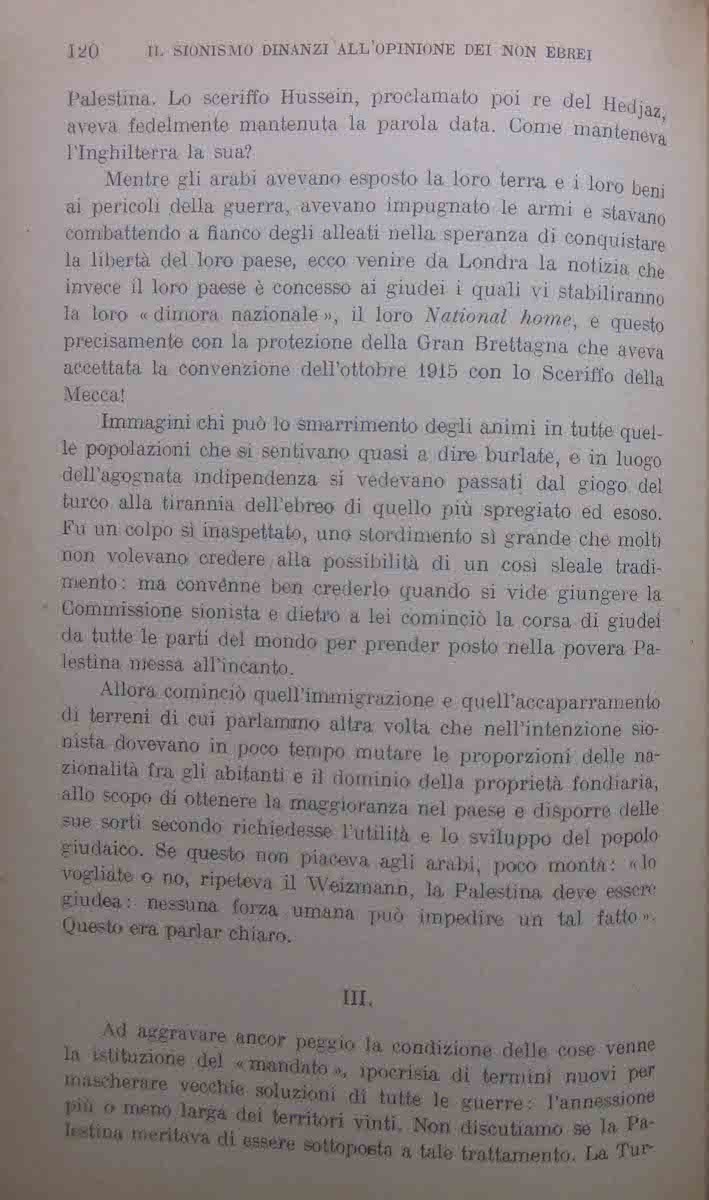 120 IL SIONISMO DINANZI ALL'OPINIONE DEI NON EBREI
Palestina. Lo sceriffo Hussein, proclamato poi re del Hedjaz,
aveva fedelmente mantenuta la parola data. Come manteneva
l'Inghilterra la sua?
Mentre gli arabi avevano esposto la loro terra e i loro beni
ai pericoli della guerra, avevano impugnato le armi e stavano
combattendo a fianco degli alleati nella speranza di conquistare
la libertà del loro paese, ecco venire da Londra la notizia che
invece il loro paese è concesso ai giudei i quali vi stabiliranno
la loro « dimora nazionale », il loro National home, e questo
precisamente con la protezione della Gran Brettagna che aveva
accettata la convenzione dell'ottobre 1915 con lo Sceriffo della
Mecca!
Immagini chi può lo smarrimento degli animi in tutte quel-
le popolazioni che si sentivano quasi a dire burlate, e in luogo
dell'agognata indipendenza si vedevano passati dal giogo del
turco alla tirannia dell'ebreo di quello più spregiato ed esoso.
Fu un colpo sì inaspettato, uno stordimento sì grande che molti
non volevano credere alla possibilità di un così sleale tradi-
mento: ma convénne ben crederlo quando si vide giungere la
Commissione sionista e dietro a lei cominciò la corsa di giudei
da tutte le parti del mondo per prender posto nella povera Pa-
lestina messa all'incanto.
Allora cominciò quell'immigrazione e quell'accaparramento
di terreni di cui parlammo altra volta che nell'intenzione sio-
nista dovevano in poco tempo mutare le proporzioni delle na-
zionalità fra gli abitanti e il dominio della proprietà fondiaria,
allo scopo di ottenere la maggioranza nel paese e disporre delle
sue sorti secondo richiedesse l'utilità e lo sviluppo del popolo
giudaico. Se questo non piaceva agli arabi, poco monta: « lo
vogliate o no, ripeteva il Weizmann, la Palestina deve essere
giudea: nessuna forza umana può impedire un tal fatto ».
Questo era parlar chiaro.
III.
Ad aggravare ancor peggio la condizione delle cose venne
la istituzione del « mandato », ipocrisia di termini nuovi per
mascherare vecchie soluzioni di tutte le guerre: l'annessione
più o meno larga dei territori vinti. Non discutiamo se la Pa-
lestina meritava di essere sottoposta a tale trattamento. La Tur-